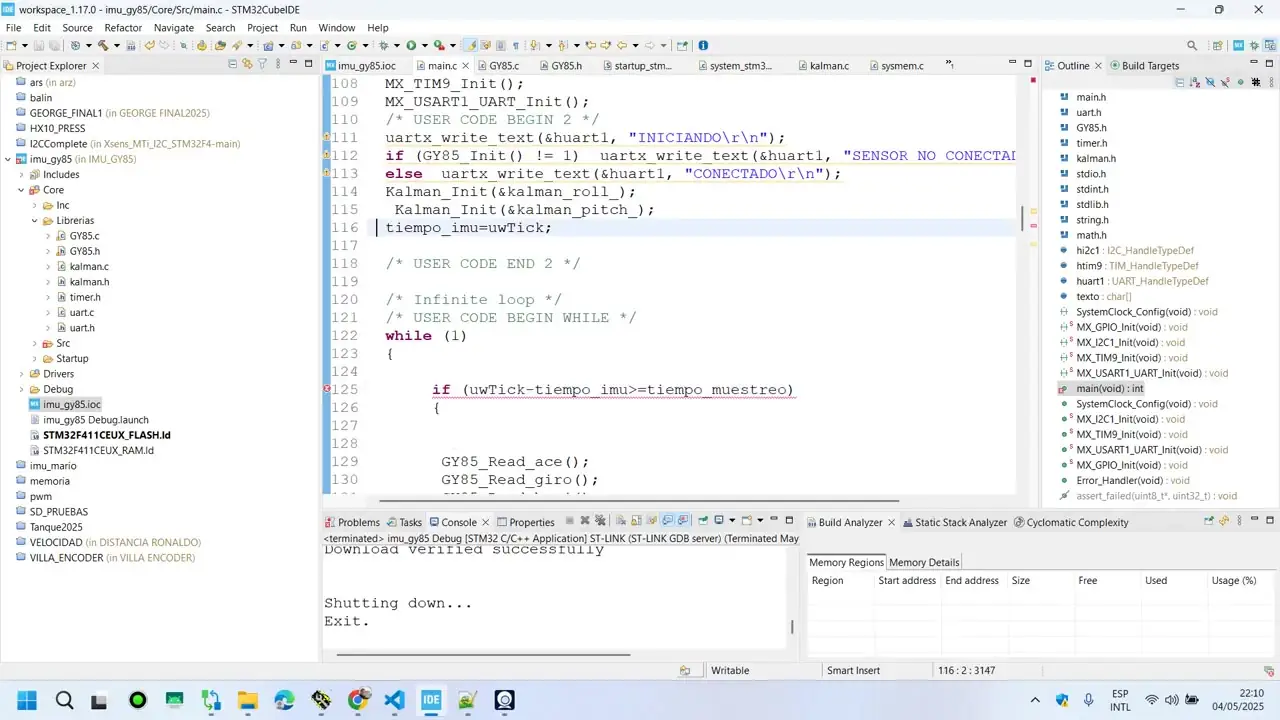 workspace_1.17.0 - imu_gy85/Core/Src/main.c - STM32CubeIDE
File Edit Source Refactor Navigate Search Project Run Window Help
Project Explorer
ars (in arz)
balin
GEORGE_FINAL1 (in GEORGE FINAL2025)
HX10_PRESS
I2CComplete (in Xsens_MTi_I2C_STM32F4-main)
imu_gy85 (in IMU_GY85)
Includes
Core
Inc
Librerias
GY85.c
GY85.h
kalman.c
kalman.h
timer.h
uart.c
uart.h
Src
Startup
Drivers
Debug
imu_gy85.ioc
imu_gy85 Debug.launch
STM32F411CEUX_FLASH.ld
STM32F411CEUX_RAM.ld
imu_mario
memoria
pwm
SD_PRUEBAS
Tanque2025
VELOCIDAD (in DISTANCIA RONALDO)
VILLA_ENCODER (in VILLA ENCODER)
imu_gy85.ioc main.c GY85.c GY85.h startup_stm... system_stm3... kalman.c sysmem.c »1
108 MX_TIM9_Init();
109 MX_USART1_UART_Init();
110 /* USER CODE BEGIN 2 */
111 uartx_write_text(&huart1, "INICIANDO\r\n");
112 if (GY85_Init() != 1) uartx_write_text(&huart1, "SENSOR NO CONECTAD
113 else uartx_write_text(&huart1, "CONECTADO\r\n");
114 Kalman_Init(&kalman_roll_);
115 Kalman_Init(&kalman_pitch_);
116 tiempo_imu=uwTick;
117
118 /* USER CODE END 2 */
119
120 /* Infinite loop */
121 /* USER CODE BEGIN WHILE */
122 while (1)
123 {
124
125 if (uwTick-tiempo_imu>=tiempo_muestreo)
126 {
127
128
129 GY85_Read_ace();
130 GY85_Read_giro();
Outline Build Targets
main.h
uart.h
GY85.h
timer.h
kalman.h
stdio.h
stdint.h
stdlib.h
string.h
math.h
hi2c1 : I2C_HandleTypeDef
htim9 : TIM_HandleTypeDef
huart1 : UART_HandleTypeDef
texto : char[]
SystemClock_Config(void) : void
MX_GPIO_Init(void) : void
MX_I2C1_Init(void) : void
MX_TIM9_Init(void) : void
MX_USART1_UART_Init(void) : void
main(void) : int
SystemClock_Config(void) : void
MX_I2C1_Init(void) : void
MX_TIM9_Init(void) : void
MX_USART1_UART_Init(void) : void
MX_GPIO_Init(void) : void
Error_Handler(void) : void
assert_failed(uint8_t*, uint32_t) : void
Problems Tasks Console Properties
<terminated> imu_gy85 Debug [STM32 C/C++ Application] ST-LINK (ST-LINK GDB server) (Terminated May
Download verified successfully
Shutting down...
Exit.
Build Analyzer Static Stack Analyzer Cyclomatic Complexity
Memory Regions Memory Details
Region Start address End address Size Free Used Usage (%)
Writable Smart Insert 116 : 2 : 3147
IDE
ESP
INTL
22:10
04/05/2025